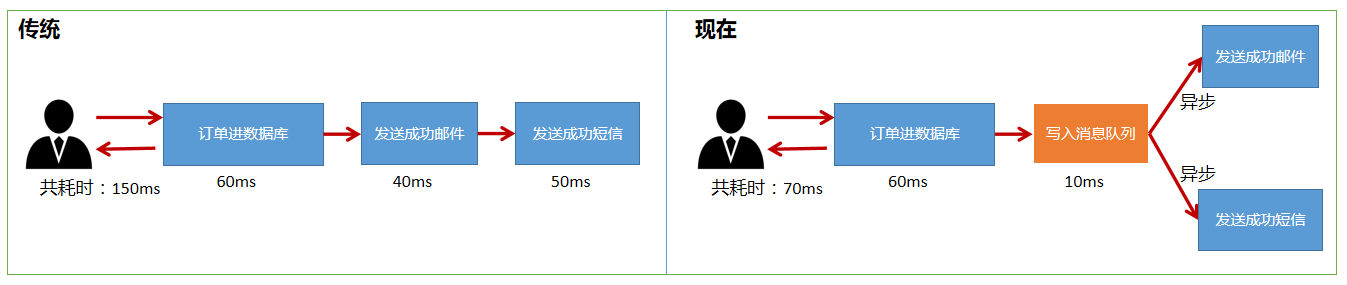 传统
订单进数据库
发送成功邮件
发送成功短信
共耗时：150ms
60ms
40ms
50ms
现在
订单进数据库
写入消息队列
发送成功邮件
异步
异步
发送成功短信
共耗时：70ms
60ms
10ms